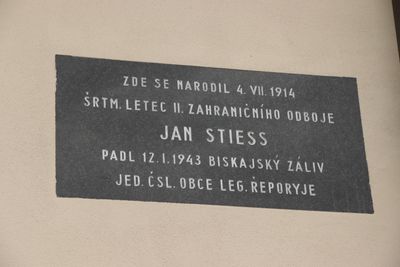 ZDE SE NARODIL 4. VII. 1914
ŠRTM. LETEC II. ZAHRANIČNÍHO ODBOJE
JAN STIESS
PADL 12. I. 1943 BISKAJSKÝ ZÁLIV
JED. ČSL. OBCE LEG. ŘEPORYJE